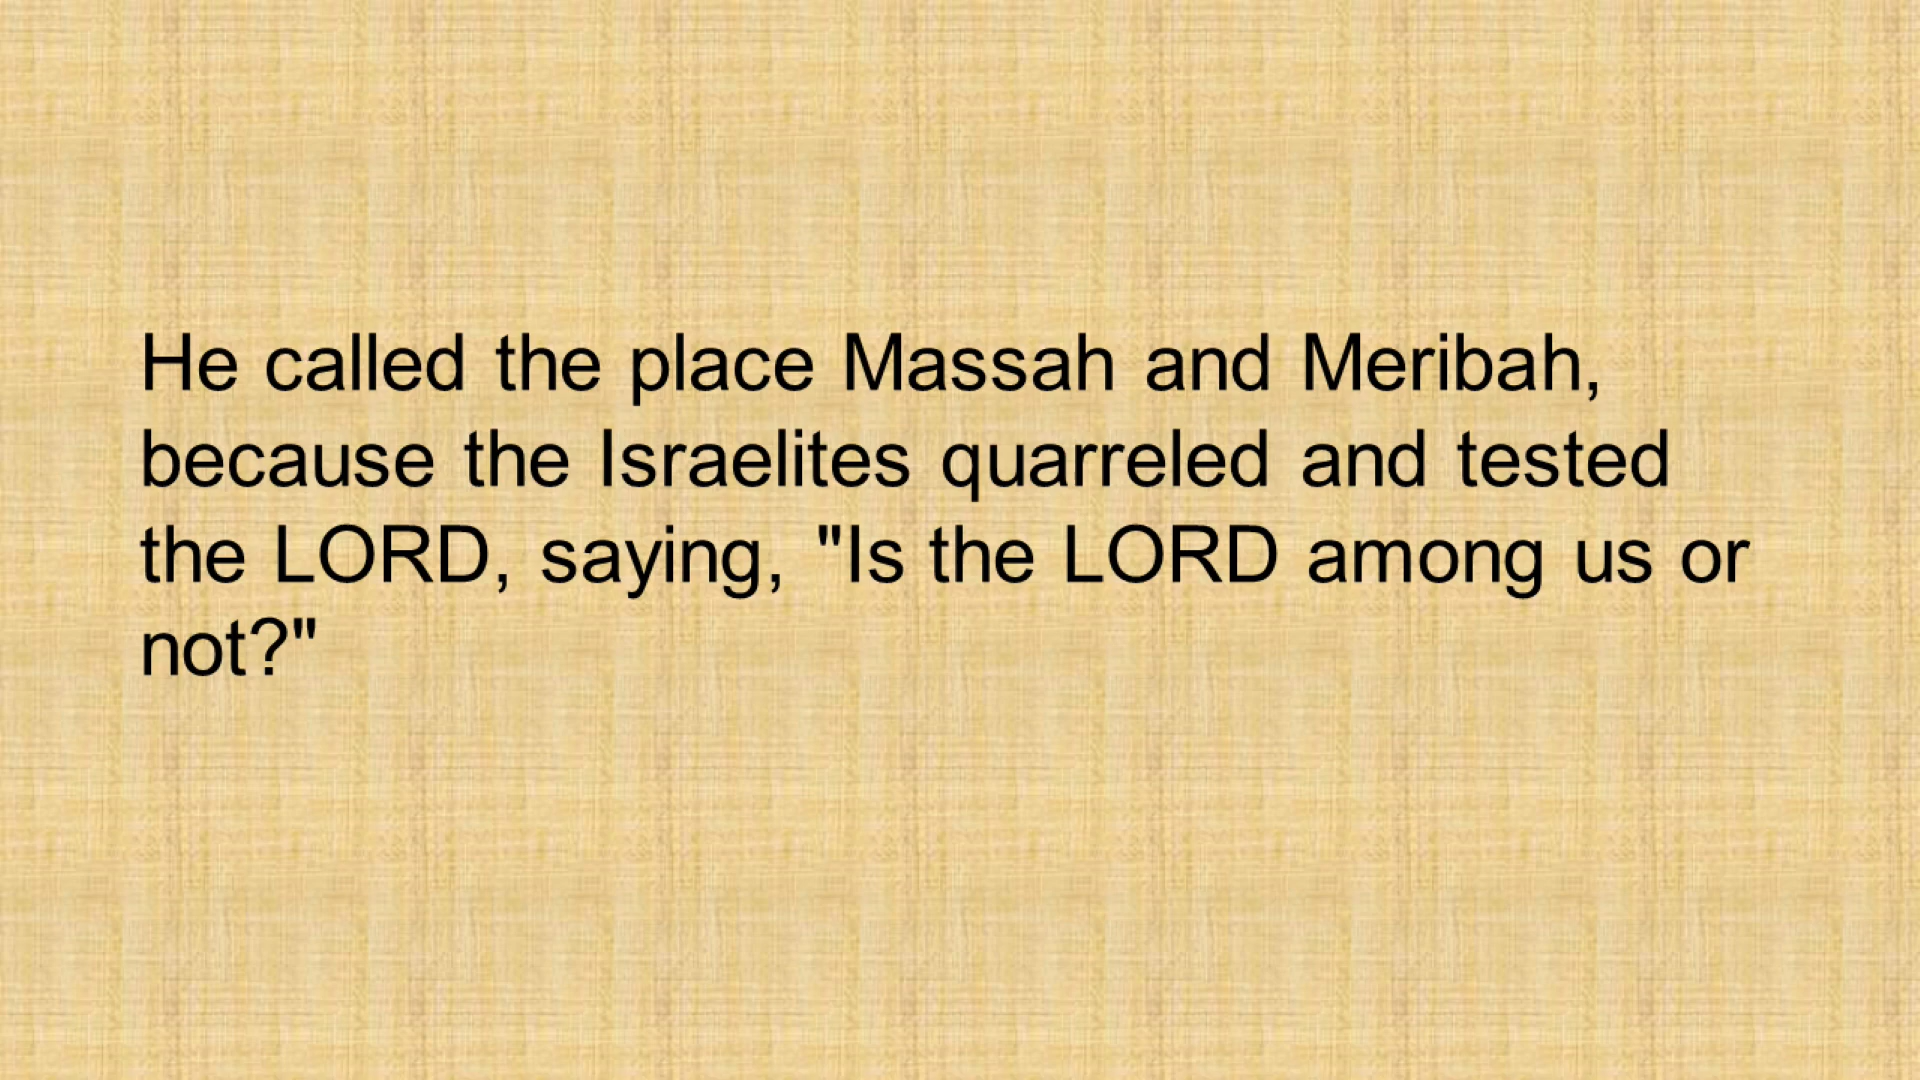 He called the place Massah and Meribah,
because the Israelites quarreled and tested
the LORD, saying, "Is the LORD among us or
not?"